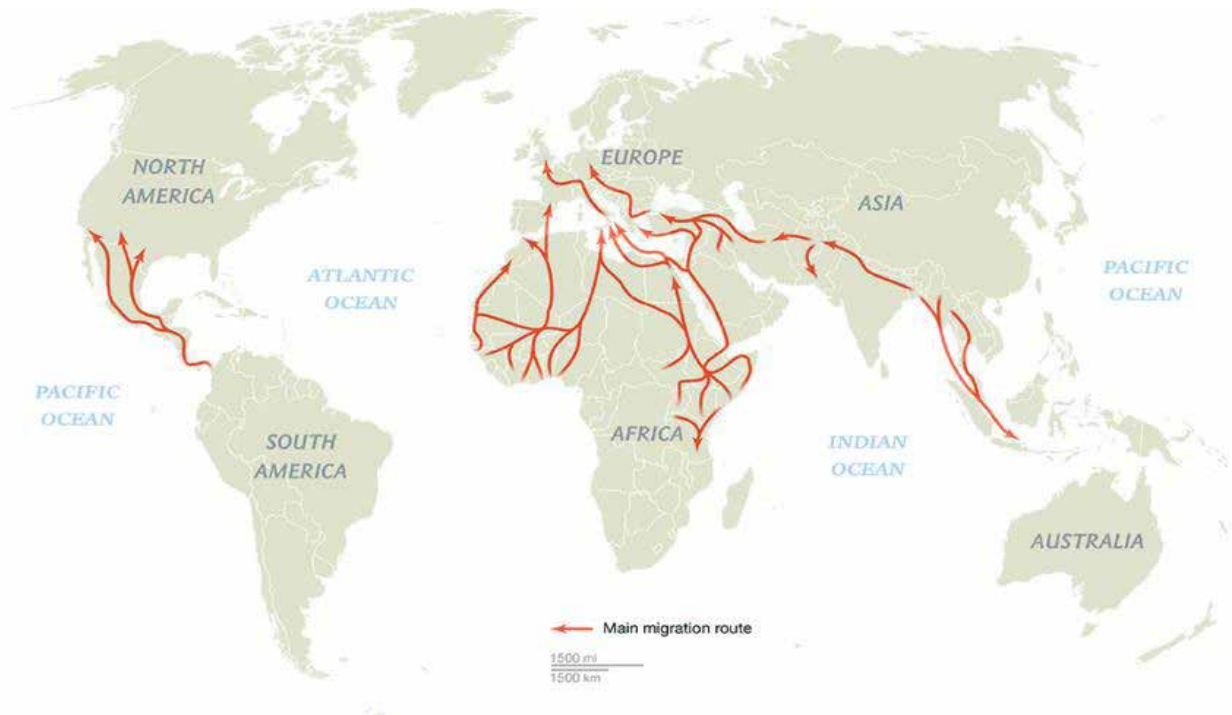 NORTH
AMERICA
EUROPE
ASIA
ATLANTIC
OCEAN
PACIFIC
OCEAN
PACIFIC
OCEAN
SOUTH
AMERICA
AFRICA
INDIAN
OCEAN
AUSTRALIA
Main migration route
1500 mi
1500 km